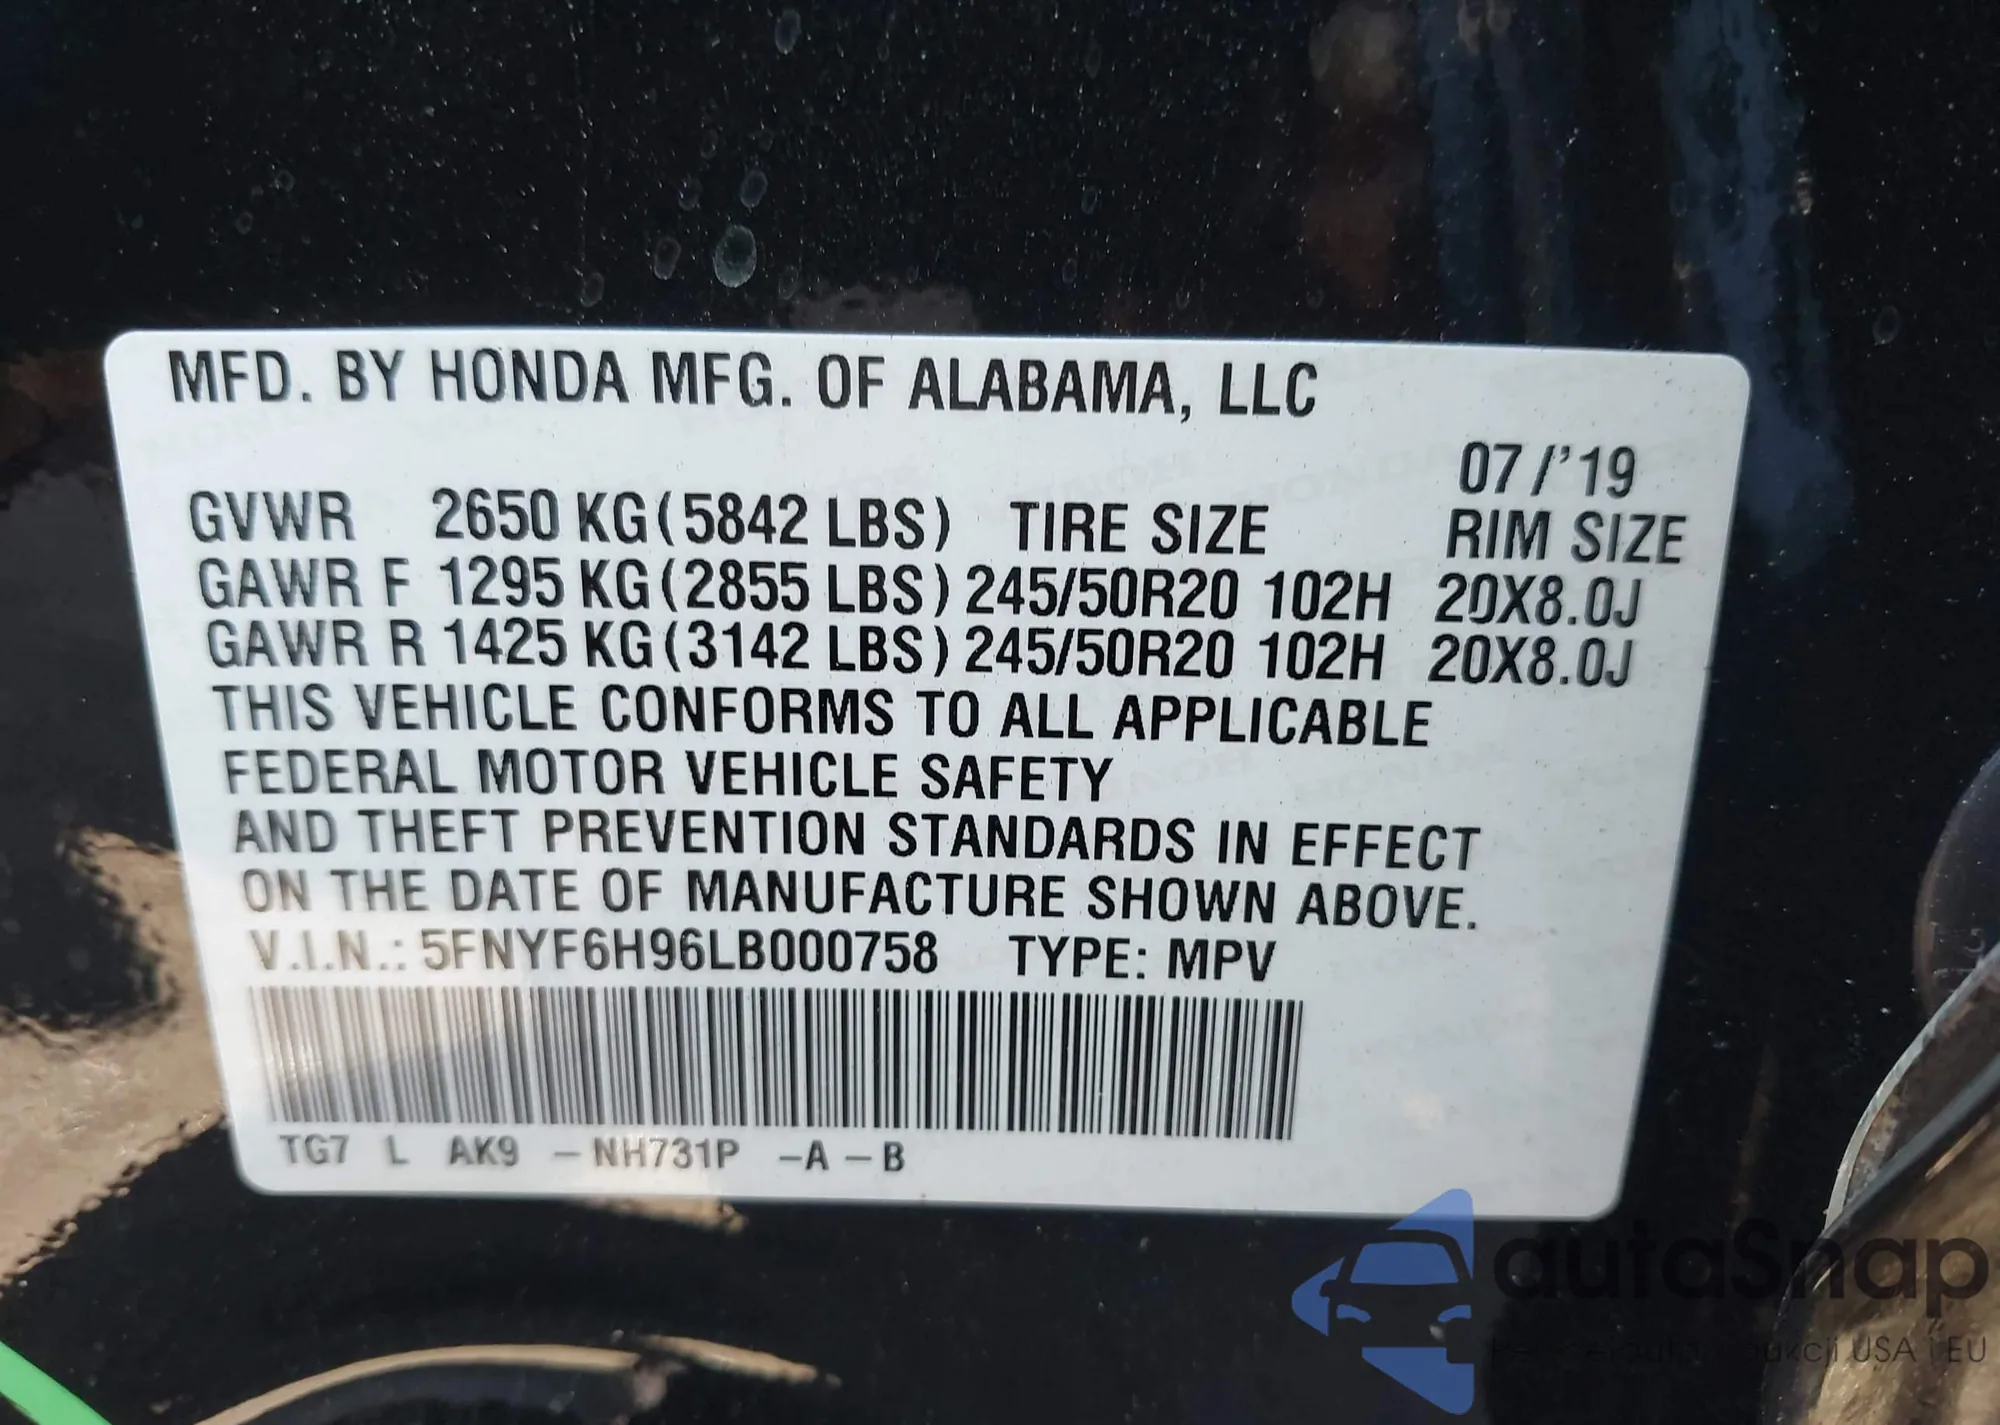 MFD. BY HONDA MFG. OF ALABAMA, LLC
07/'19
GVWR 2650 KG(5842 LBS) TIRE SIZE RIM SIZE
GAWR F 1295 KG(2855 LBS) 245/50R20 102H 20X8.0J
GAWR R 1425 KG(3142 LBS) 245/50R20 102H 20X8.0J
THIS VEHICLE CONFORMS TO ALL APPLICABLE
FEDERAL MOTOR VEHICLE SAFETY
AND THEFT PREVENTION STANDARDS IN EFFECT
ON THE DATE OF MANUFACTURE SHOWN ABOVE.
V.I.N.: 5FNYF6H96LB000758 TYPE: MPV
TG7 L AK9 -NH731P -A -B
autaSnap
USA i EU